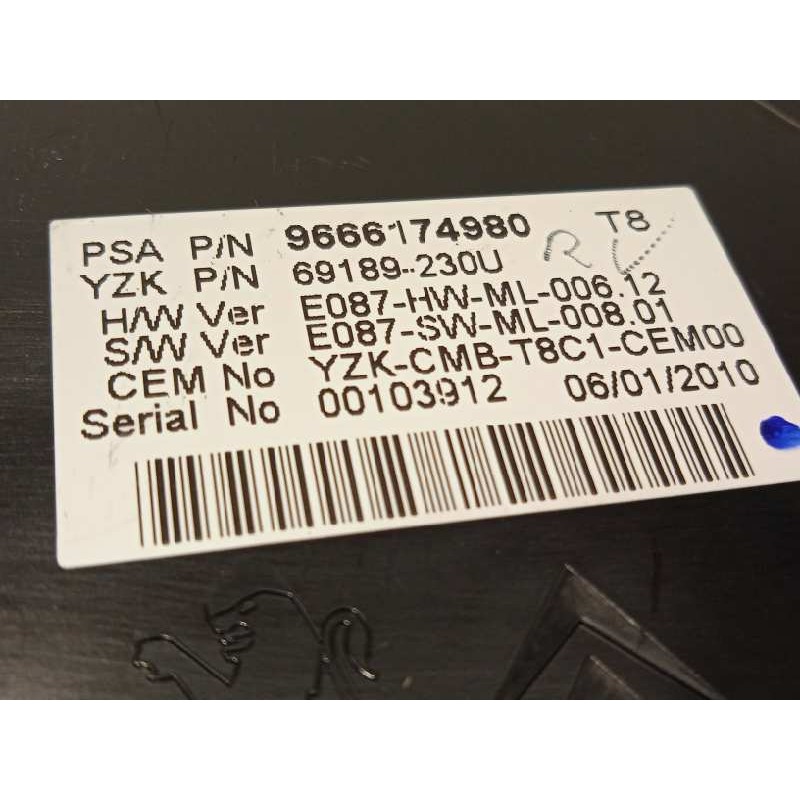 PSA P/N 9666174980 T8
YZK P/N 69189-230U
H/W Ver E087-HW-ML-006.12
S/W Ver E087-SW-ML-008.01
CEM No YZK-CMB-T8C1-CEM00
Serial No 00103912 06/01/2010